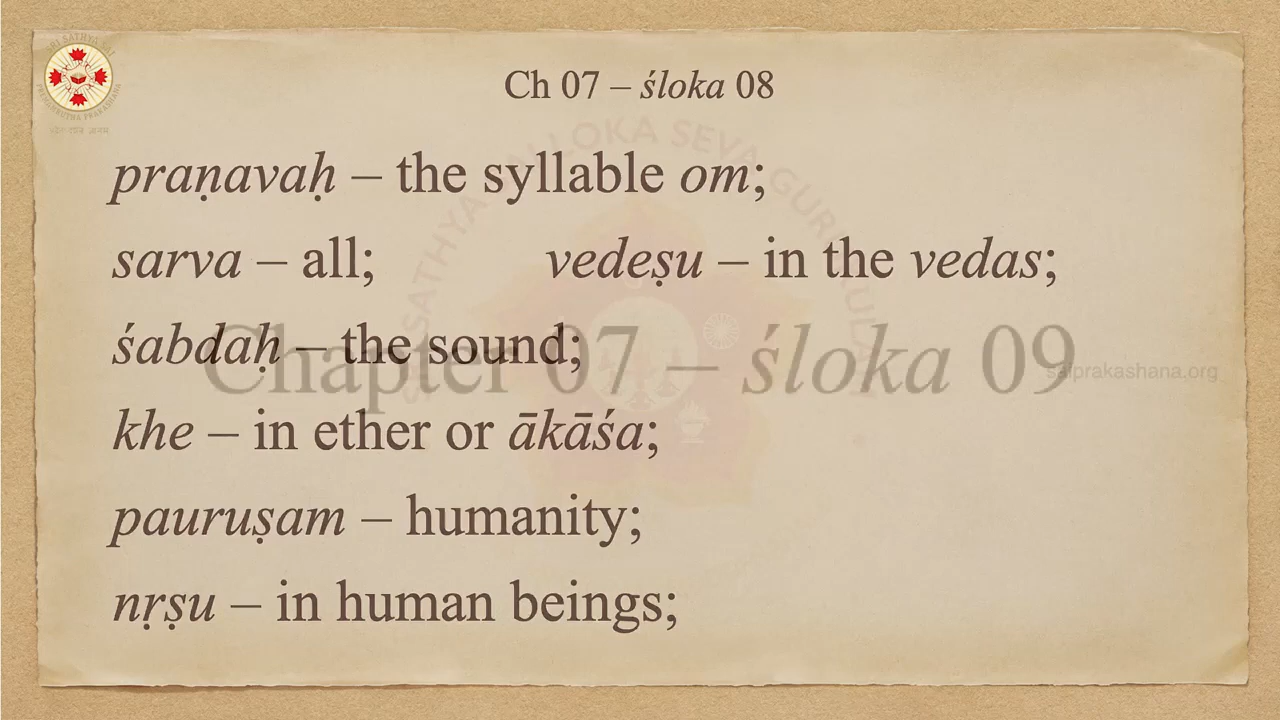 Ch 07 – śloka 08
praṇavaḥ – the syllable om;
sarva – all; vedeṣu – in the vedas;
śabdaḥ – the sound;
Chapter 07 – śloka 09
saiprakashana.org
khe – in ether or ākāśa;
pauruṣam – humanity;
nṛṣu – in human beings;